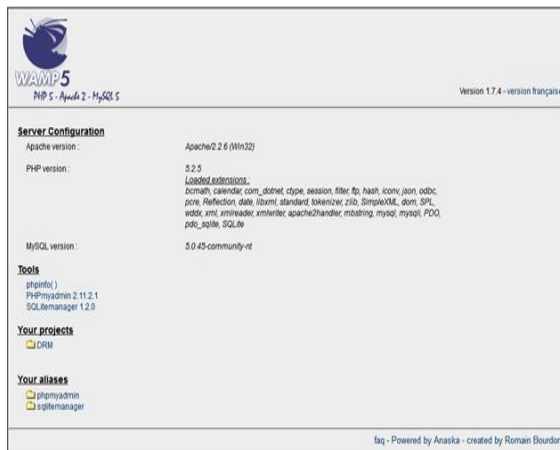 WAMP5
PHP 5 - Apache 2 - MySQL 5
Version 1.7.4 - version française
Server Configuration
Apache version : Apache/2.2.6 (Win32)
PHP version : 5.2.5
Loaded extensions :
bcmath, calendar, com_dotnet, ctype, session, filter, ftp, hash, iconv, json, odbc,
pcre, Reflection, date, libxml, standard, tokenizer, zlib, SimpleXML, dom, SPL,
wddx, xml, xmlreader, xmlwriter, apache2handler, mbstring, mysql, mysqli, PDO,
pdo_sqlite, SQLite
MySQL version : 5.0.45-community-nt
Tools
phpinfo( )
PHPmyadmin 2.11.2.1
SQLitemanager 1.2.0
Your projects
DRM
Your aliases
phpmyadmin
sqlitemanager
faq - Powered by Anaska - created by Romain Bourdon